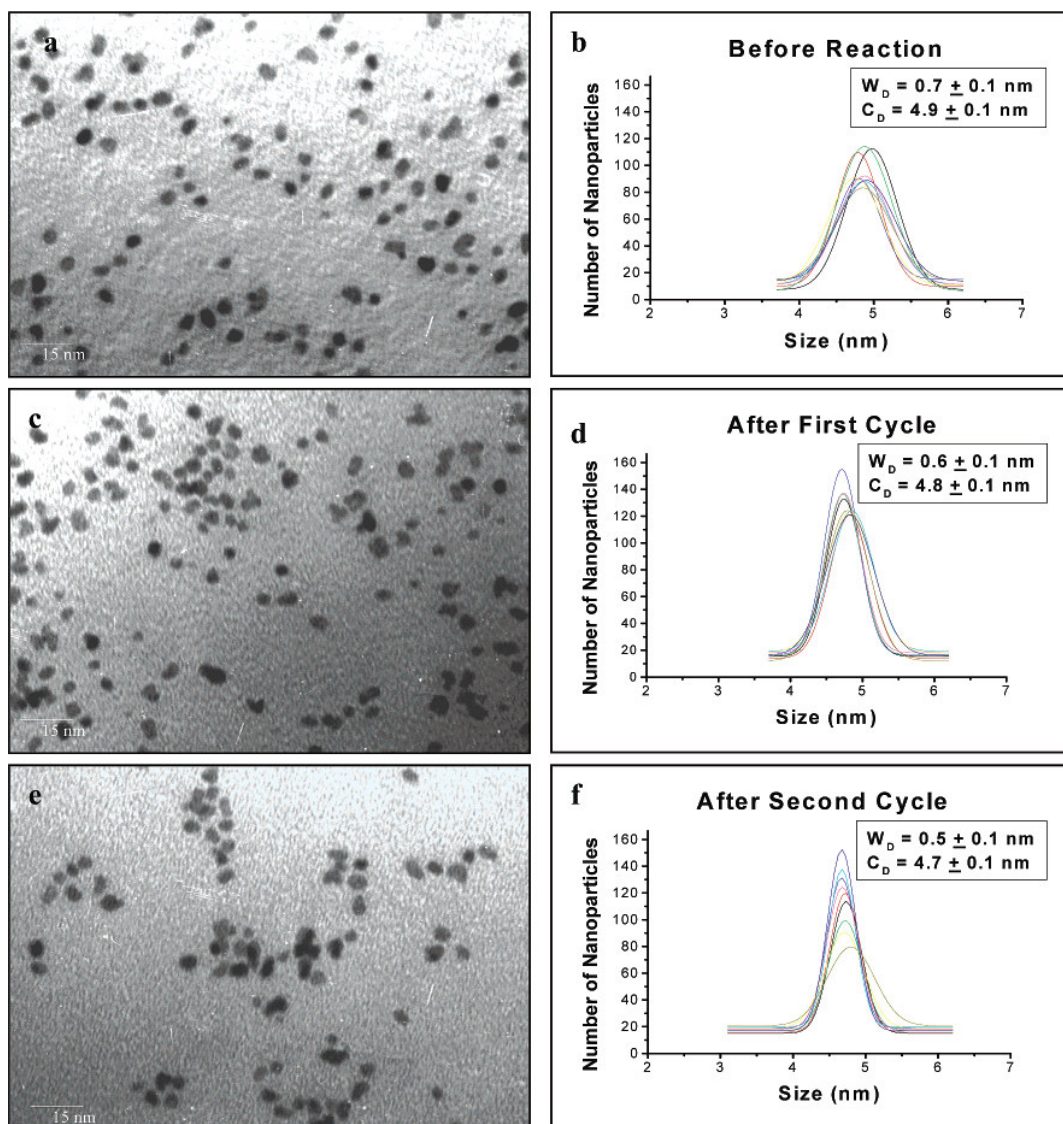 a
15 nm
b
Before Reaction
W_D = 0.7 ± 0.1 nm
C_D = 4.9 ± 0.1 nm
Number of Nanoparticles
160
140
120
100
80
60
40
20
0
2 3 4 5 6 7
Size (nm)
c
15 nm
d
After First Cycle
W_D = 0.6 ± 0.1 nm
C_D = 4.8 ± 0.1 nm
Number of Nanoparticles
160
140
120
100
80
60
40
20
0
2 3 4 5 6 7
Size (nm)
e
15 nm
f
After Second Cycle
W_D = 0.5 ± 0.1 nm
C_D = 4.7 ± 0.1 nm
Number of Nanoparticles
160
140
120
100
80
60
40
20
0
2 3 4 5 6 7
Size (nm)